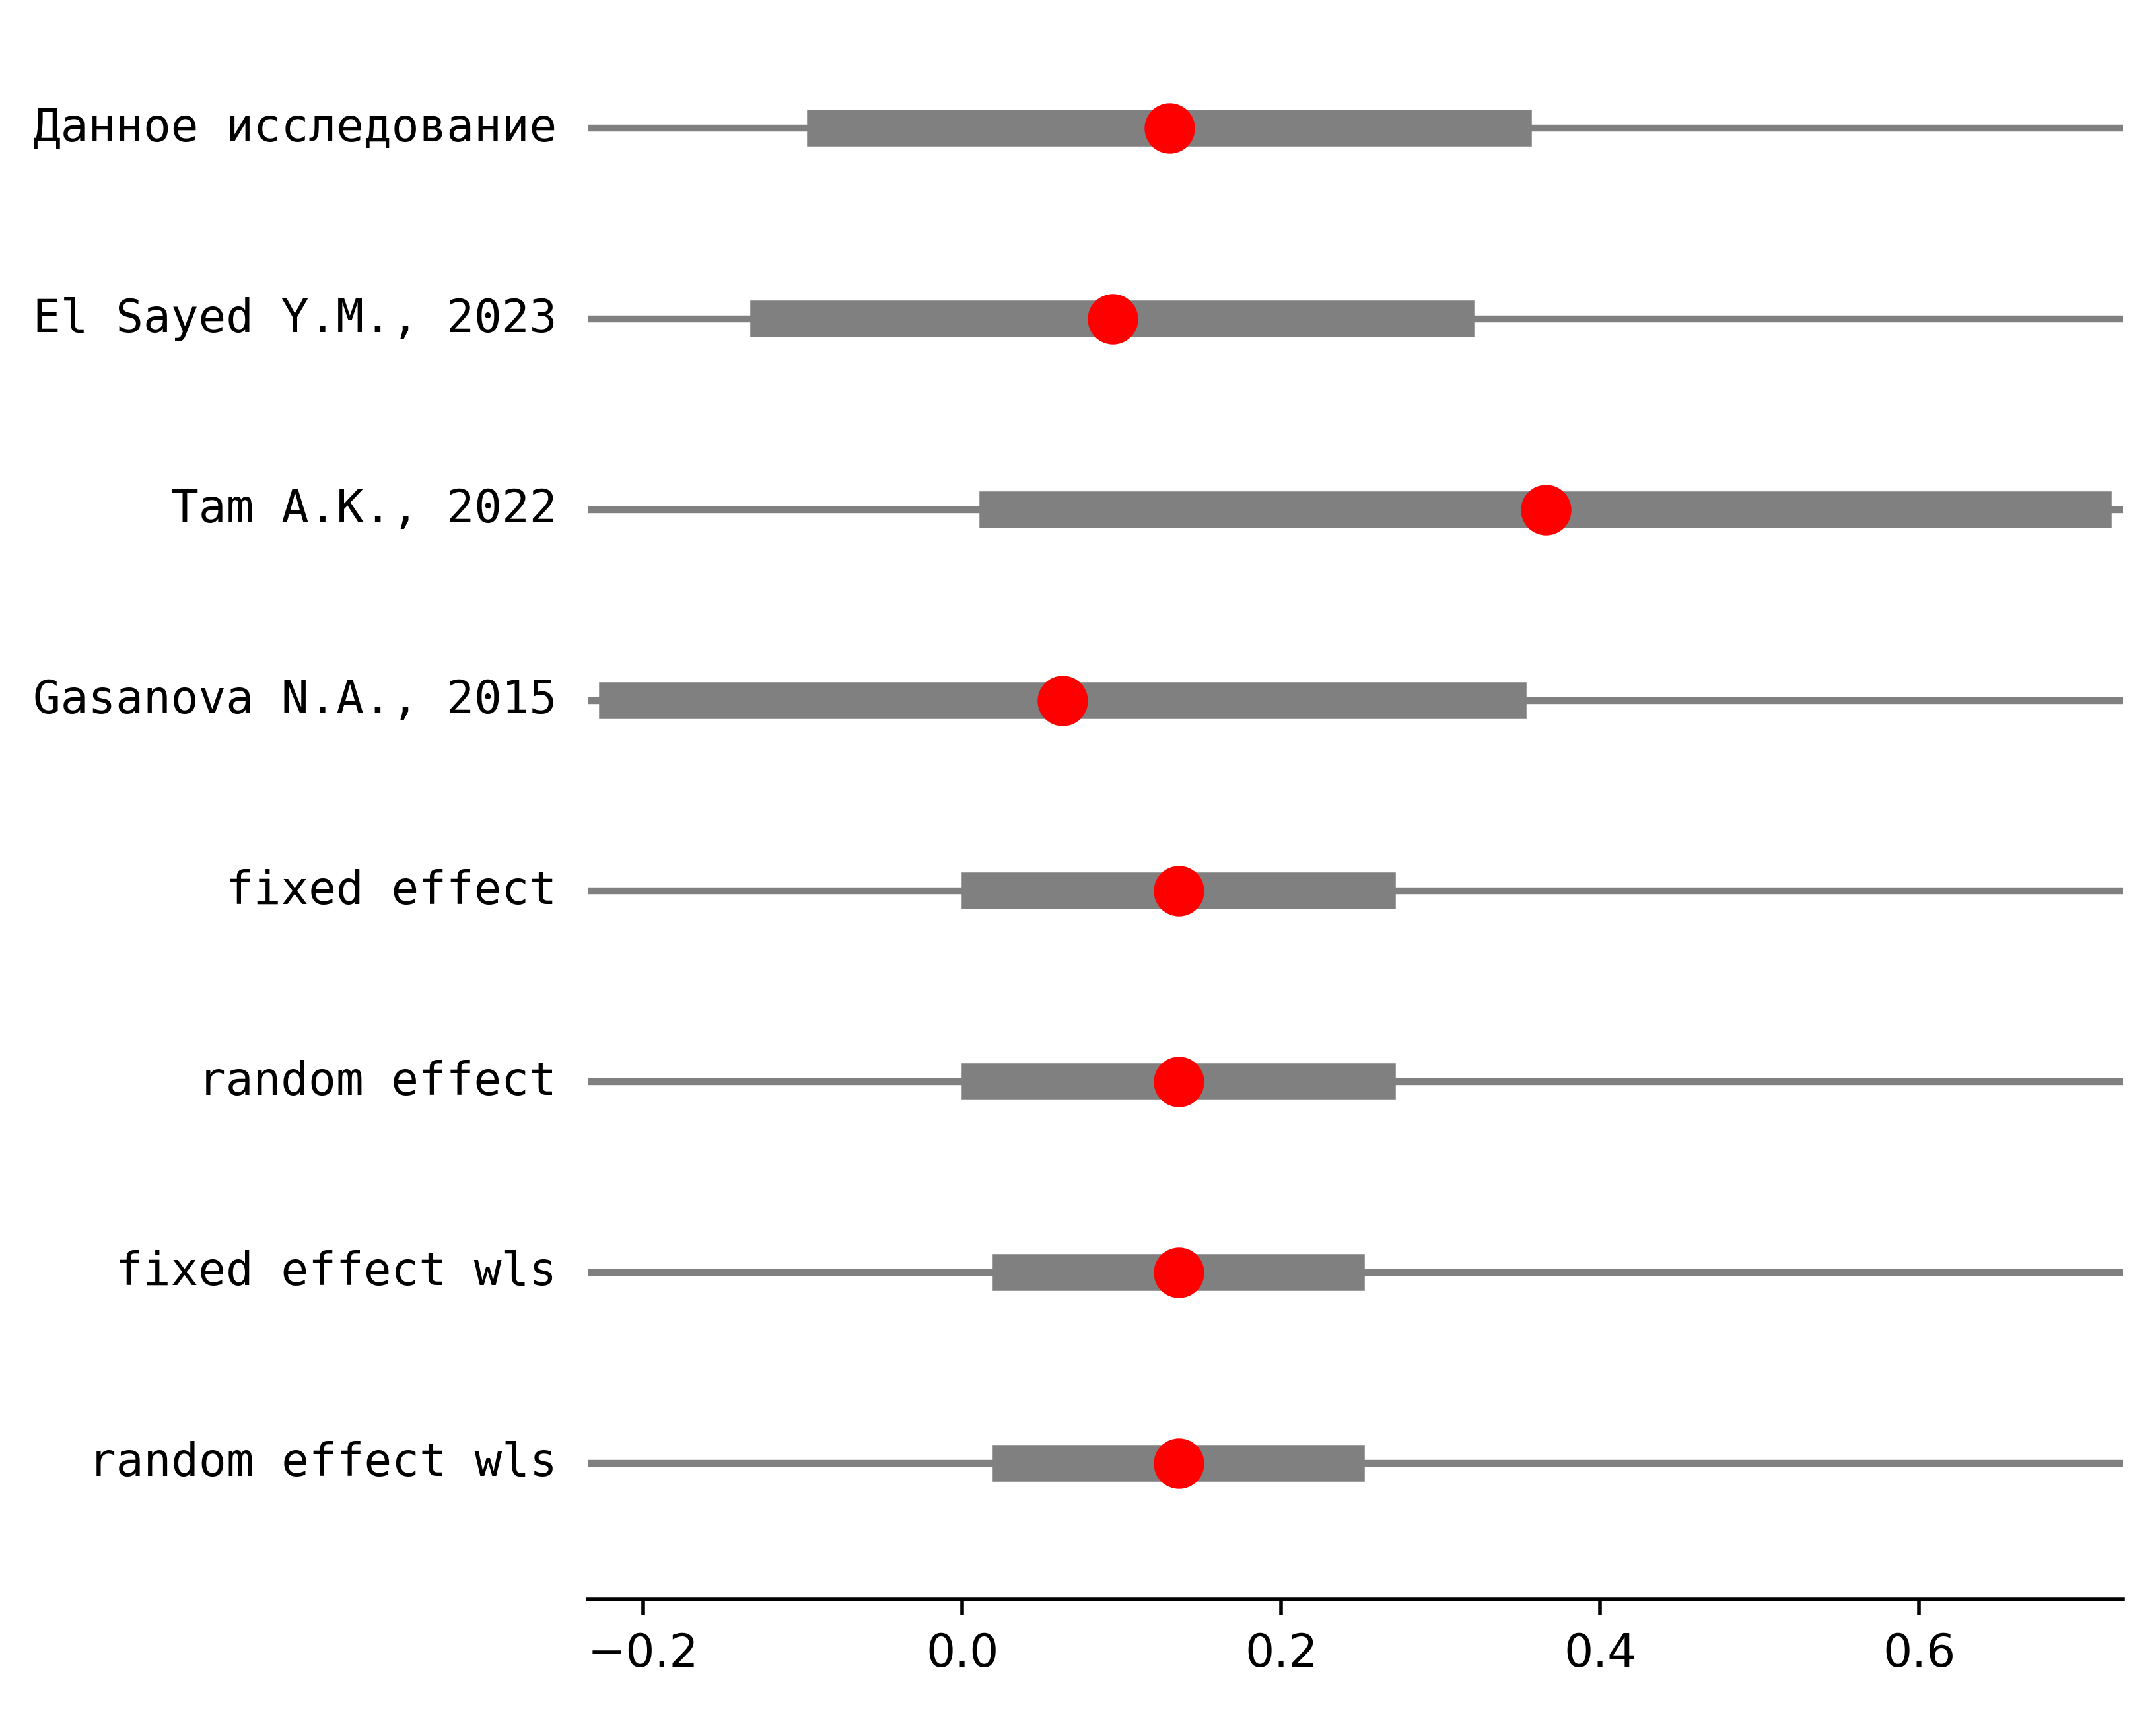 Данное исследование
El Sayed Y.M., 2023
Tam A.K., 2022
Gasanova N.A., 2015
fixed effect
random effect
fixed effect wls
random effect wls
−0.2 0.0 0.2 0.4 0.6